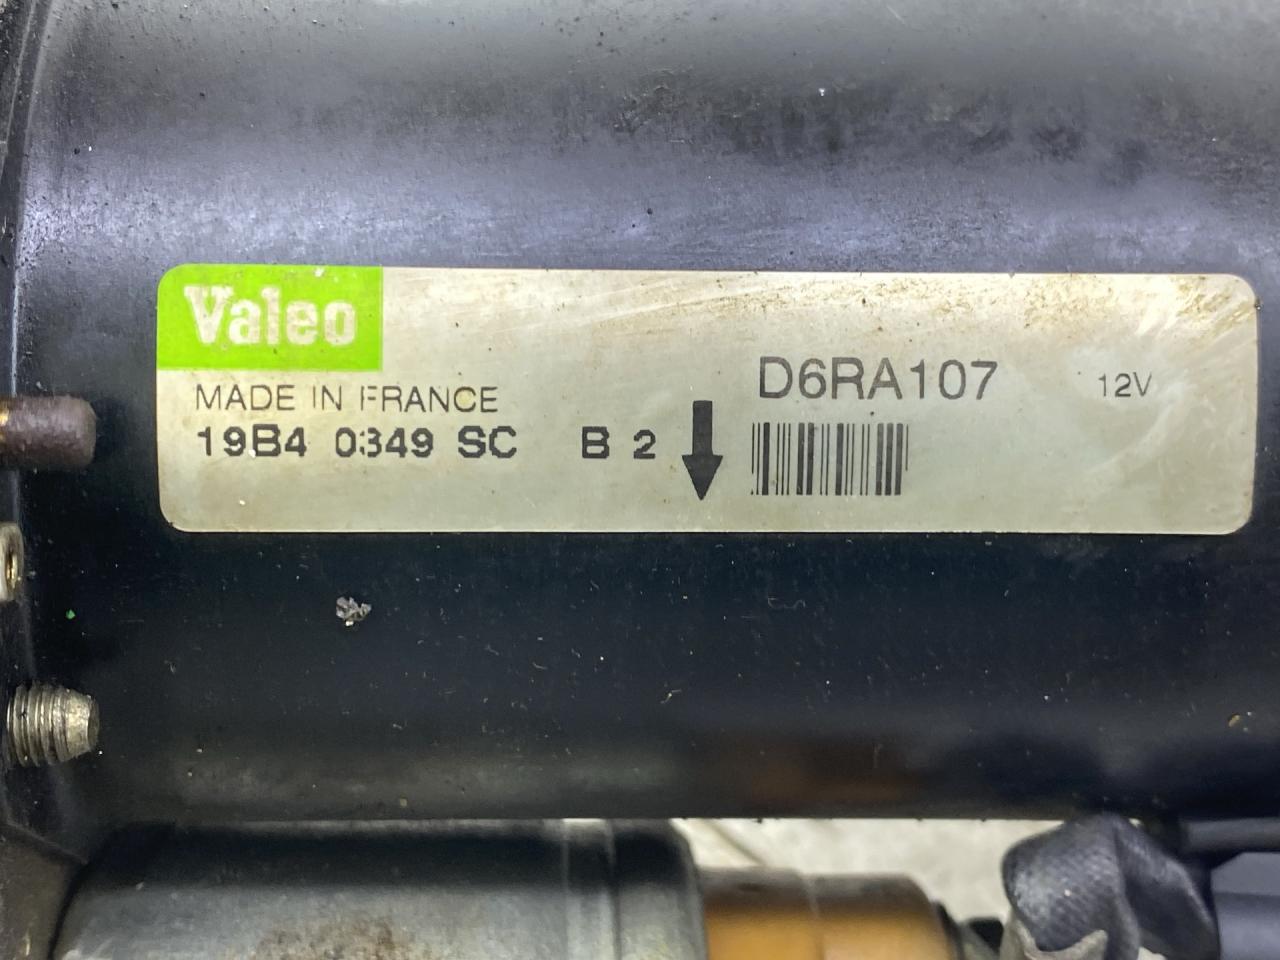 Valeo
MADE IN FRANCE
19B4 0349 SC B 2
D6RA107 12V